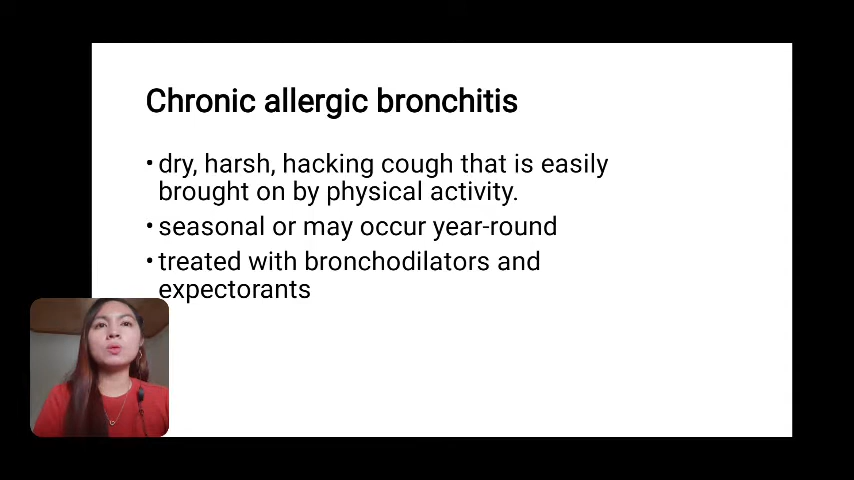 Chronic allergic bronchitis
• dry, harsh, hacking cough that is easily
brought on by physical activity.
• seasonal or may occur year-round
• treated with bronchodilators and
expectorants